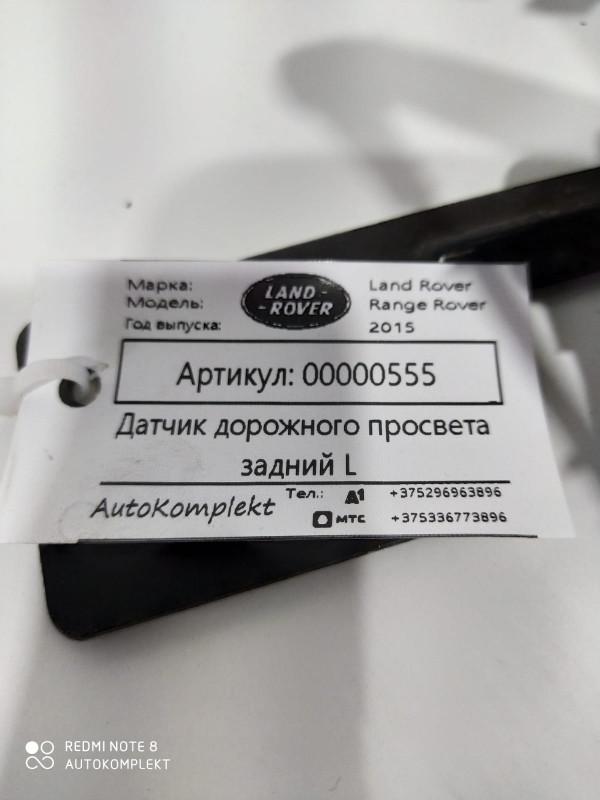 Марка: Land Rover
Модель: Range Rover
Год выпуска: 2015
LAND -
- ROVER
Артикул: 00000555
Датчик дорожного просвета
задний L
AutoKomplekt
Тел.: A1 +375296963896
МТС +375336773896
REDMI NOTE 8
AUTOKOMPLEKT